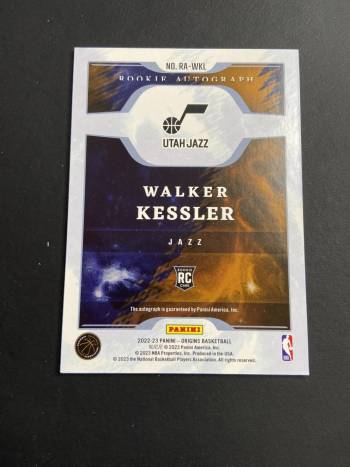 NO. RA-WKL
ROOKIE AUTOGRAPH
UTAH JAZZ
WALKER
KESSLER
JAZZ
ROOKIE
RC
The autograph is guaranteed by Panini America, Inc.
PANINI
2022-23 PANINI – ORIGINS BASKETBALL
© 2023 Panini America, Inc.
© 2023 NBA Properties, Inc. Produced in the USA.
© 2023 the National Basketball Players Association. All rights reserved.